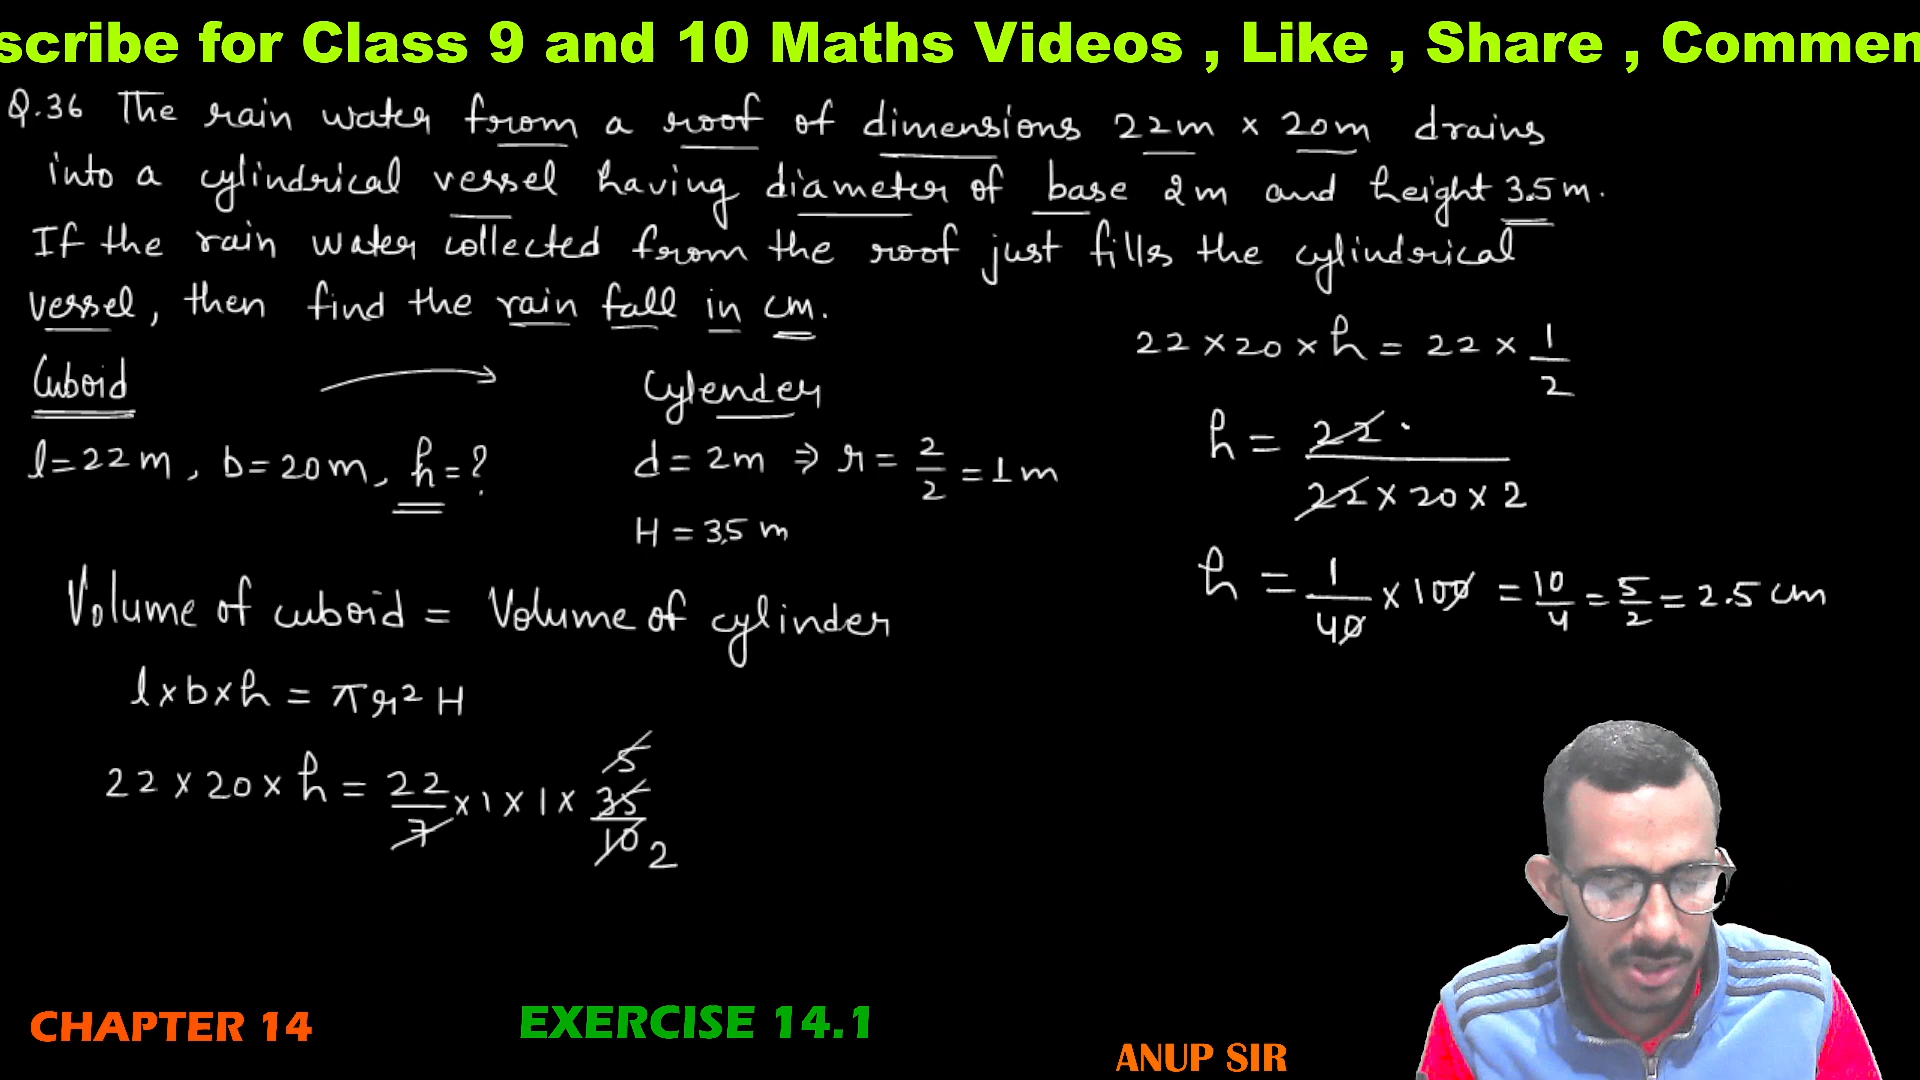 scribe for Class 9 and 10 Maths Videos , Like , Share , Commen
Q.36 The rain water from a roof of dimensions 22m × 20m drains
into a cylindrical vessel having diameter of base 2m and height 3.5m.
If the rain water collected from the roof just fills the cylindrical
vessel, then find the rain fall in cm.
Cuboid → Cylender
l=22m, b=20m, h=?
d = 2m ⇒ r = 2/2 = 1m
H = 3.5 m
Volume of cuboid = Volume of cylinder
l×b×h = πr²H
22×20×h = 22/7 ×1×1× 35/10 5 2
22×20×h = 22 × 1/2
h = 22 / 22×20×2
h = 1/40 × 100 = 10/4 = 5/2 = 2.5 cm
CHAPTER 14
EXERCISE 14.1
ANUP SIR